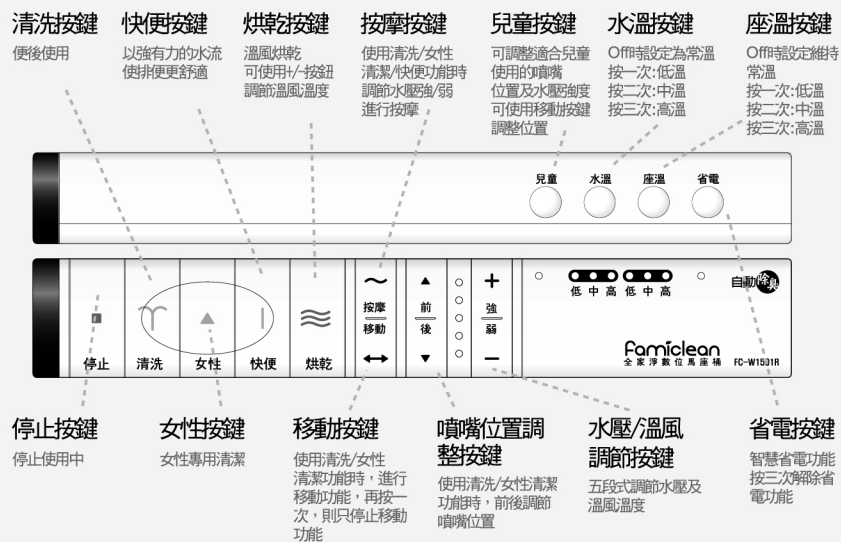 清洗按鍵
便後使用
快便按鍵
以強有力的水流
使排便更舒適
烘乾按鍵
溫風烘乾
可使用+/-按鈕
調節溫風溫度
按摩按鍵
使用清洗/女性
清潔/快便功能時
調節水壓強/弱
進行按摩
兒童按鍵
可調整適合兒童
使用的噴嘴
位置及水壓強度
可使用移動按鍵
調整位置
水溫按鍵
Off時設定為常溫
按一次:低溫
按二次:中溫
按三次:高溫
座溫按鍵
Off時設定維持
常溫
按一次:低溫
按二次:中溫
按三次:高溫
兒童 水溫 座溫 省電
停止 清洗 女性 快便 烘乾
按摩
移動
前
後
強
弱
低 中 高 低 中 高
自動除臭
Famiclean
全家淨數位馬座桶 FC-W1501R
停止按鍵
停止使用中
女性按鍵
女性專用清潔
移動按鍵
使用清洗/女性
清潔功能時，進行
移動功能，再按一
次，則只停止移動
功能
噴嘴位置調
整按鍵
使用清洗/女性清潔
功能時，前後調節
噴嘴位置
水壓/溫風
調節按鍵
五段式調節水壓及
溫風溫度
省電按鍵
智慧省電功能
按三次解除省
電功能